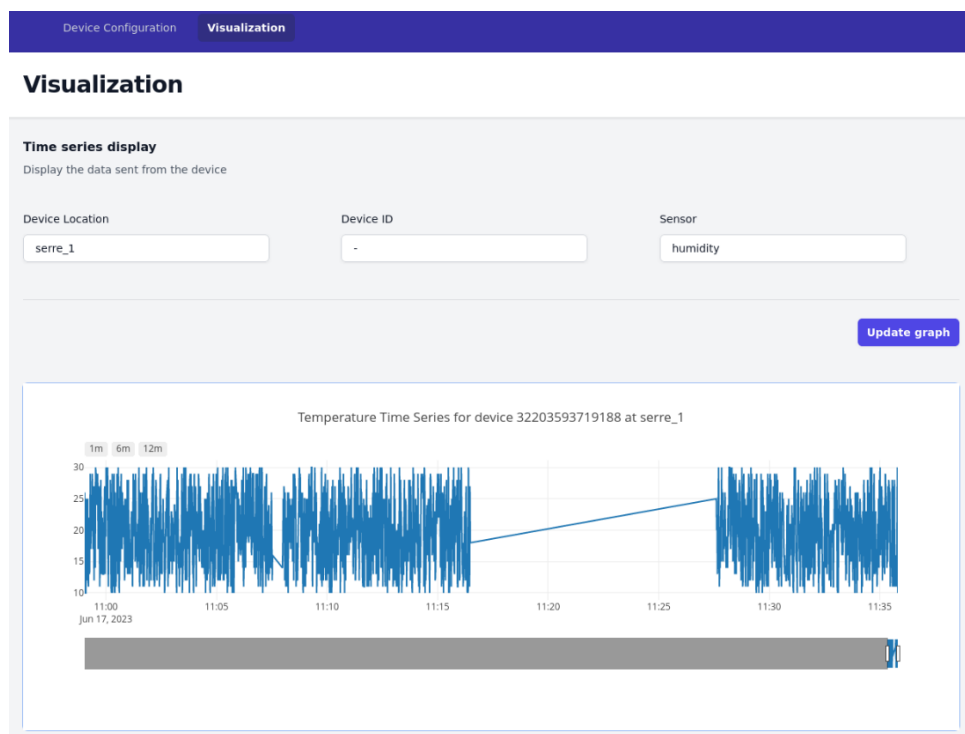 Device Configuration Visualization
Visualization
Time series display
Display the data sent from the device
Device Location Device ID Sensor
serre_1 - humidity
Update graph
Temperature Time Series for device 32203593719188 at serre_1
1m 6m 12m
30
25
20
15
10
11:00 11:05 11:10 11:15 11:20 11:25 11:30 11:35
Jun 17, 2023